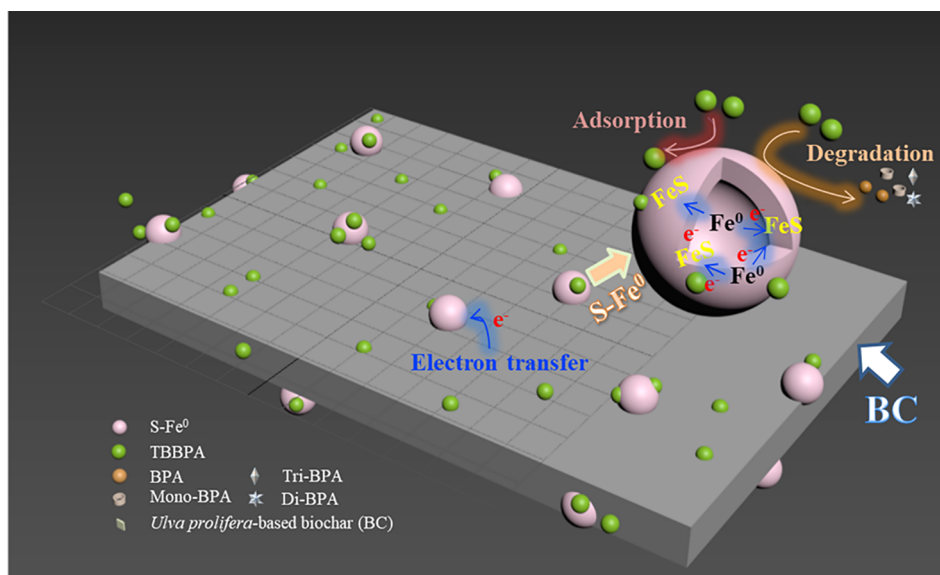 Adsorption
Degradation
FeS
Fe⁰
e⁻
FeS
e⁻
FeS
e⁻
Fe⁰
e⁻
S-Fe⁰
e⁻
Electron transfer
BC
S-Fe⁰
TBBPA
BPA
Tri-BPA
Mono-BPA
Di-BPA
Ulva prolifera-based biochar (BC)